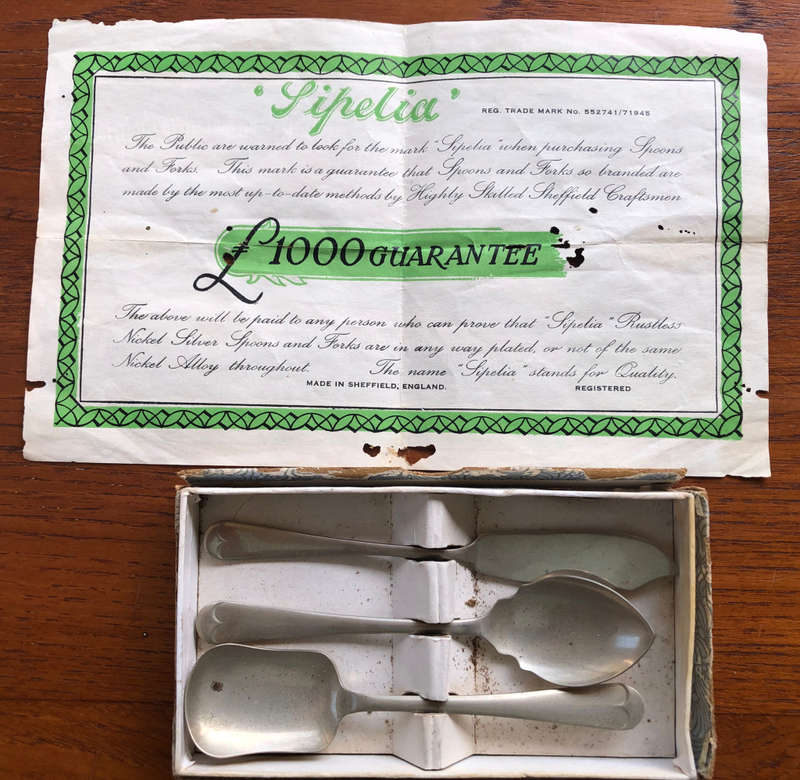 'Sipelia'
REG. TRADE MARK No. 552741/71945
The Public are warned to look for the mark "Sipelia" when purchasing Spoons
and Forks. This mark is a guarantee that Spoons and Forks so branded are
made by the most up-to-date methods by Highly Skilled Sheffield Craftsmen
£1000 GUARANTEE
The above will be paid to any person who can prove that "Sipelia" Rustless
Nickel Silver Spoons and Forks are in any way plated, or not of the same
Nickel Alloy throughout. The name "Sipelia" stands for Quality.
MADE IN SHEFFIELD, ENGLAND. REGISTERED